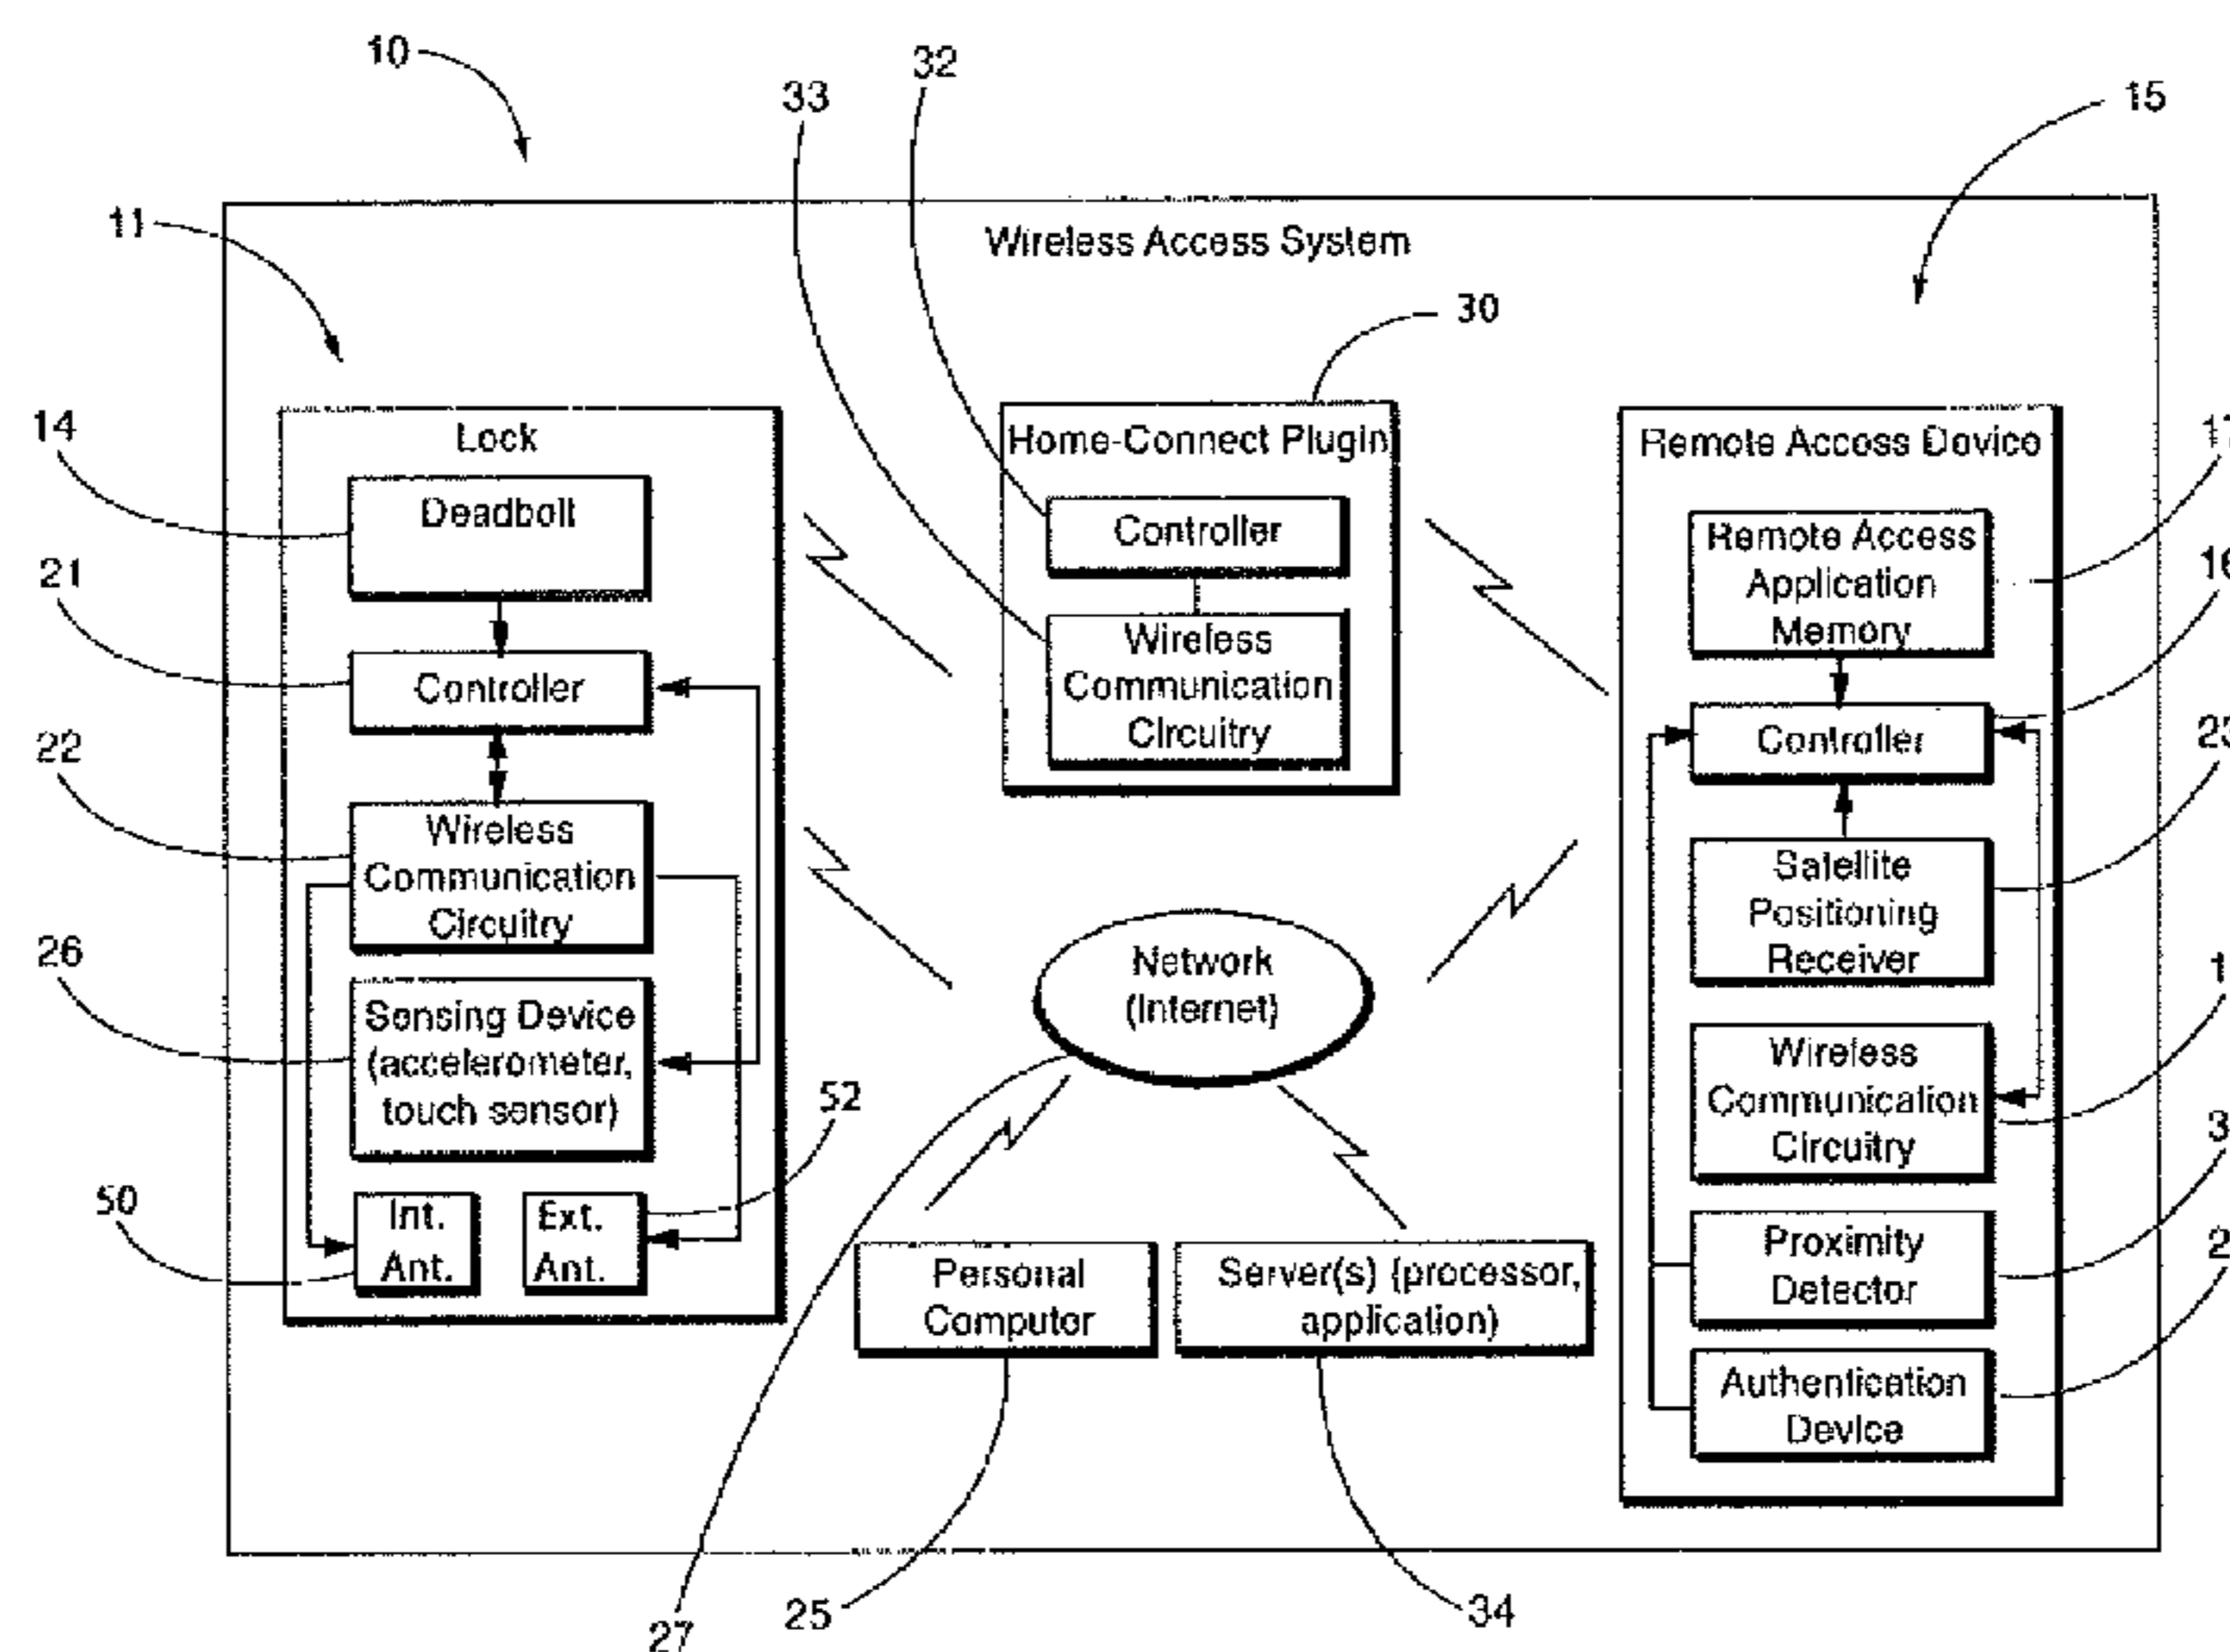 10
32
33
15
11
Wireless Access System
30
14
Lock
Deadbolt
21
Controller
22
Wireless
Communication
Circuitry
26
Sensing Device
(accelerometer,
touch sensor)
52
50
Int.
Ant.
Ext.
Ant.
Home-Connect Plugin
Controller
Wireless
Communication
Circuitry
Network
(Internet)
Personal
Computer
Server(s) (processor,
application)
25
27
34
Remote Access Device
Remote Access
Application
Memory
16
Controller
23
Satellite
Positioning
Receiver
Wireless
Communication
Circuitry
Proximity
Detector
Authentication
Device